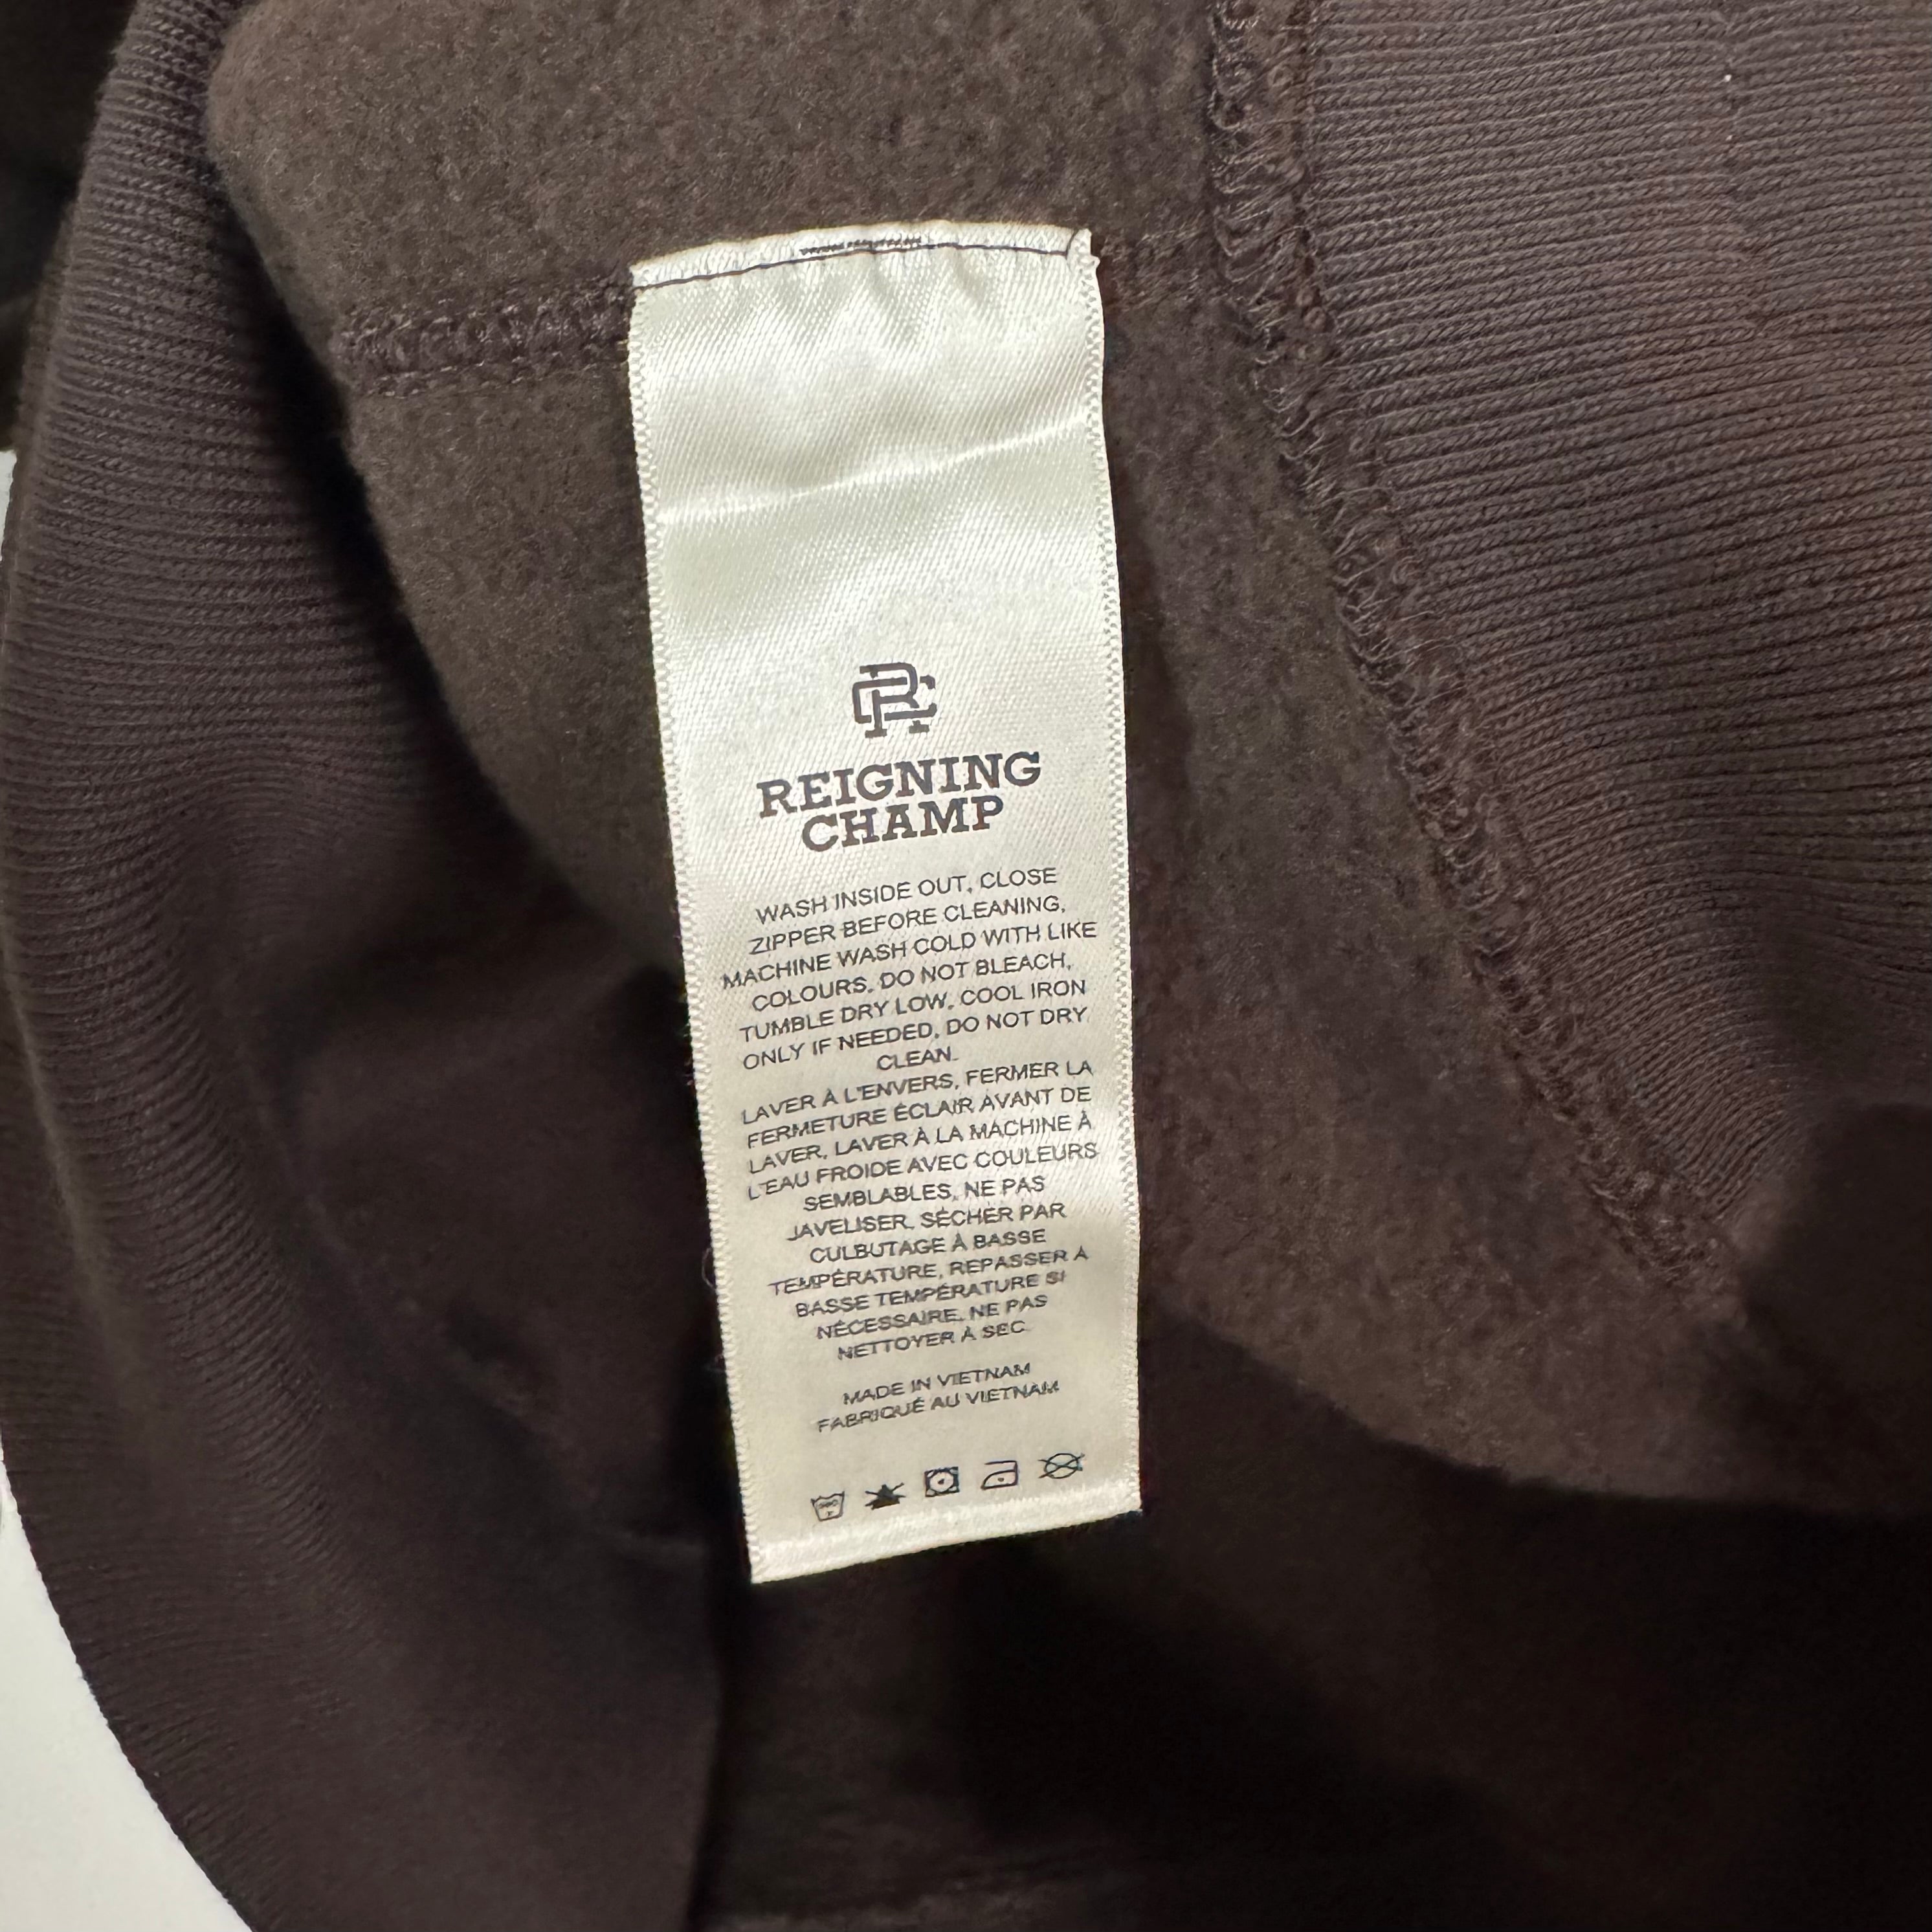 RC
REIGNING
CHAMP
WASH INSIDE OUT, CLOSE
ZIPPER BEFORE CLEANING,
MACHINE WASH COLD WITH LIKE
COLOURS, DO NOT BLEACH,
TUMBLE DRY LOW, COOL IRON
ONLY IF NEEDED, DO NOT DRY
CLEAN.
LAVER À L'ENVERS, FERMER LA
FERMETURE ÉCLAIR AVANT DE
LAVER, LAVER À LA MACHINE À
L'EAU FROIDE AVEC COULEURS
SEMBLABLES, NE PAS
JAVELISER, SÉCHER PAR
CULBUTAGE À BASSE
TEMPÉRATURE, REPASSER À
BASSE TEMPÉRATURE SI
NÉCESSAIRE, NE PAS
NETTOYER À SEC.
MADE IN VIETNAM
FABRIQUÉ AU VIETNAM